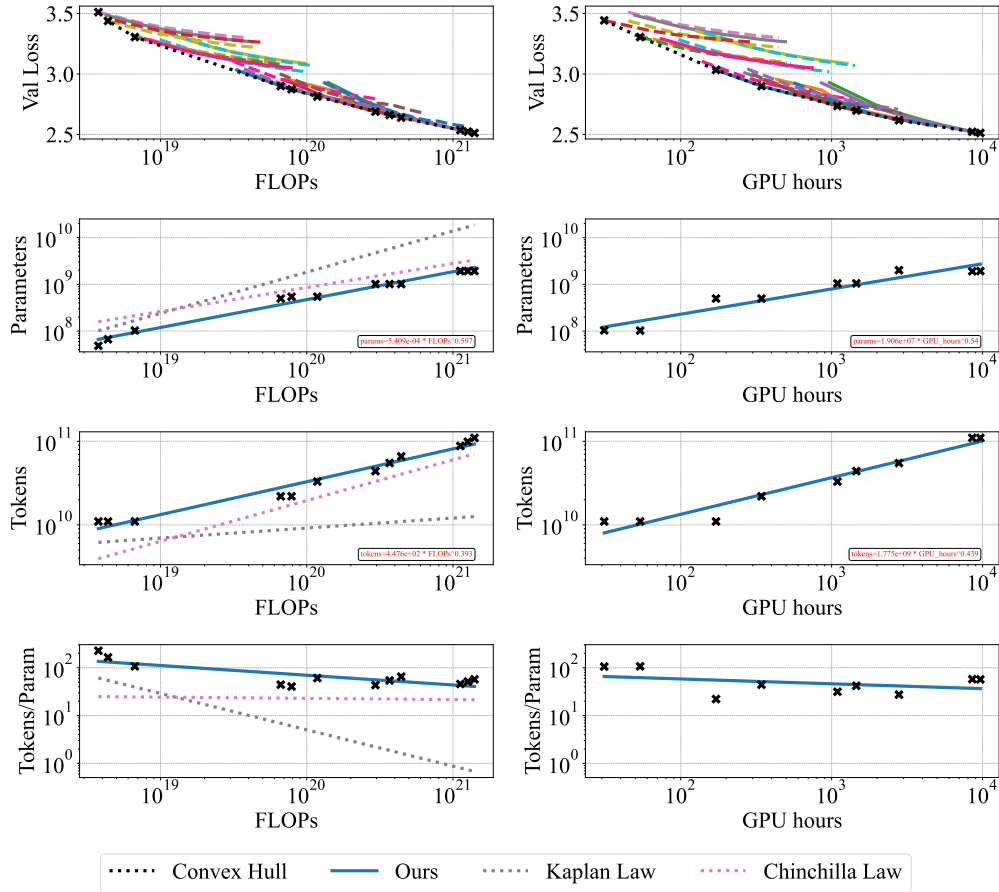 3.5
3.0
2.5
Val Loss
10^19
10^20
10^21
FLOPs
3.5
3.0
2.5
Val Loss
10^2
10^3
10^4
GPU hours
10^10
10^9
10^8
Parameters
params=5.409e-04 * FLOPs^0.597
10^19
10^20
10^21
FLOPs
10^10
10^9
10^8
Parameters
params=1.906e+07 * GPU_hours^0.54
10^2
10^3
10^4
GPU hours
10^11
10^10
Tokens
tokens=4.476e+02 * FLOPs^0.393
10^19
10^20
10^21
FLOPs
10^11
10^10
Tokens
tokens=1.775e+09 * GPU_hours^0.439
10^2
10^3
10^4
GPU hours
10^2
10^1
10^0
Tokens/Param
10^19
10^20
10^21
FLOPs
10^2
10^1
10^0
Tokens/Param
10^2
10^3
10^4
GPU hours
Convex Hull
Ours
Kaplan Law
Chinchilla Law